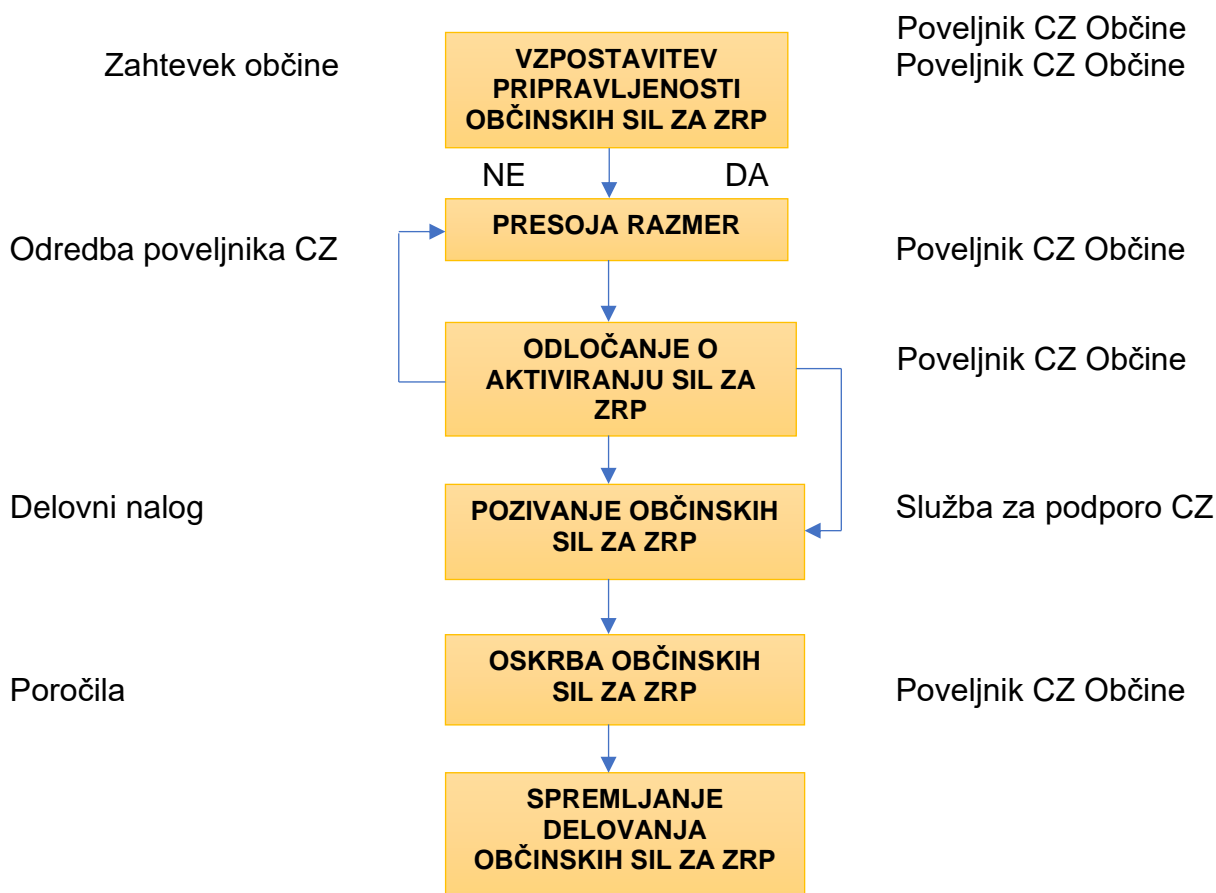 Poveljnik CZ Občine
Zahtevek občine
VZPOSTAVITEV
PRIPRAVLJENOSTI
OBČINSKIH SIL ZA ZRP
Poveljnik CZ Občine
NE
DA
PRESOJA RAZMER
Odredba poveljnika CZ
Poveljnik CZ Občine
ODLOČANJE O
AKTIVIRANJU SIL ZA
ZRP
Poveljnik CZ Občine
Delovni nalog
POZIVANJE OBČINSKIH
SIL ZA ZRP
Služba za podporo CZ
OSKRBA OBČINSKIH
SIL ZA ZRP
Poročila
Poveljnik CZ Občine
SPREMLJANJE
DELOVANJA
OBČINSKIH SIL ZA ZRP